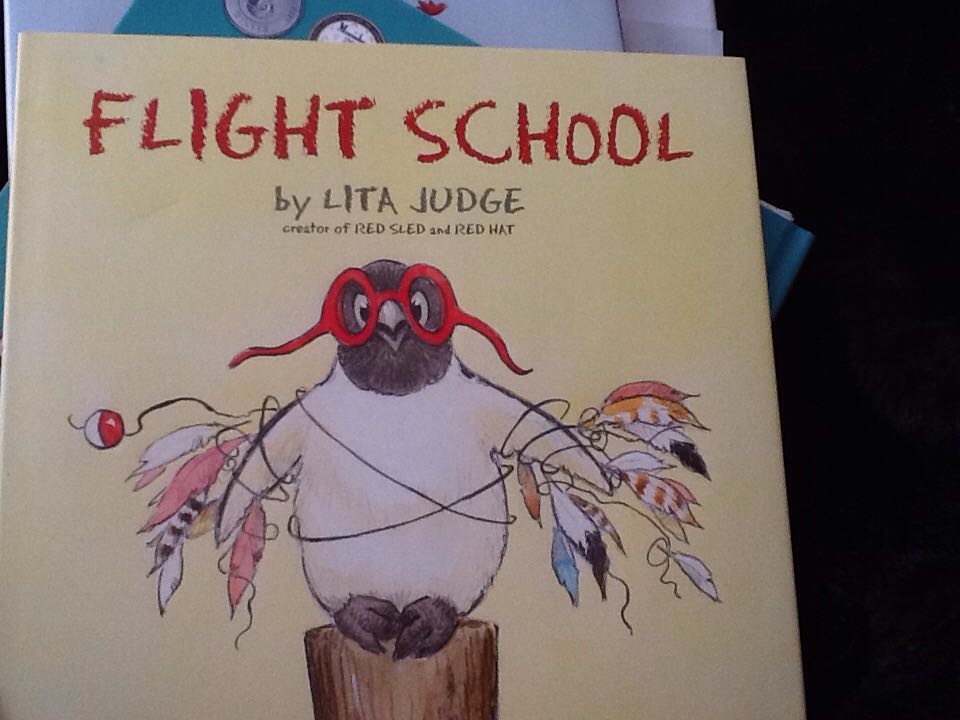 FLIGHT SCHOOL
by LITA JUDGE
creator of RED SLED and RED HAT